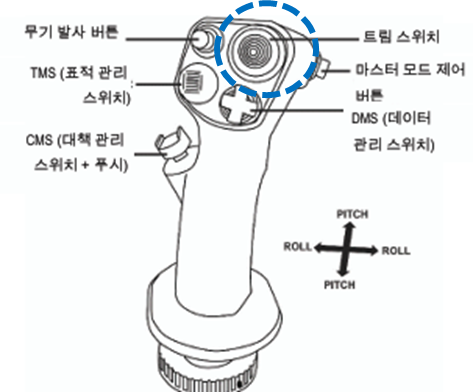 무기 발사 버튼
트림 스위치
TMS (표적 관리
스위치)
마스터 모드 제어
버튼
DMS (데이터
관리 스위치)
CMS (대책 관리
스위치 + 푸시)
PITCH
ROLL
ROLL
PITCH